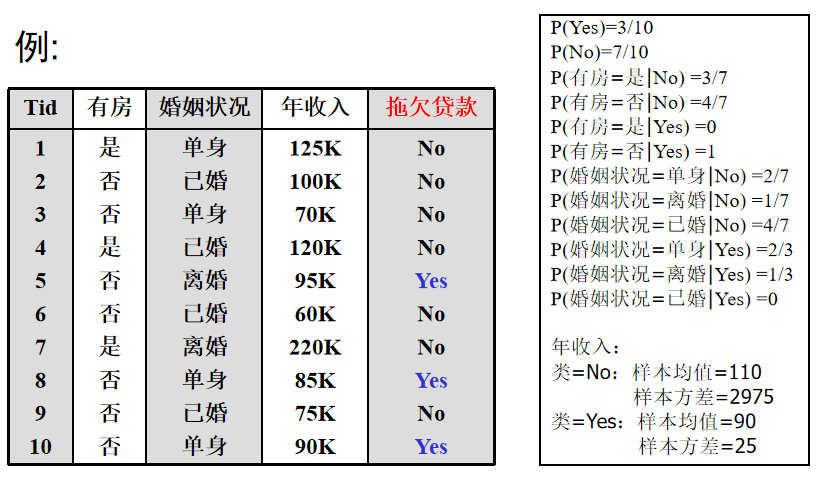 例:
Tid 有房 婚姻状况 年收入 拖欠贷款
1 是 单身 125K No
2 否 已婚 100K No
3 否 单身 70K No
4 是 已婚 120K No
5 否 离婚 95K Yes
6 否 已婚 60K No
7 是 离婚 220K No
8 否 单身 85K Yes
9 否 已婚 75K No
10 否 单身 90K Yes
P(Yes)=3/10
P(No)=7/10
P(有房=是|No) =3/7
P(有房=否|No) =4/7
P(有房=是|Yes) =0
P(有房=否|Yes) =1
P(婚姻状况=单身|No) =2/7
P(婚姻状况=离婚|No) =1/7
P(婚姻状况=已婚|No) =4/7
P(婚姻状况=单身|Yes) =2/3
P(婚姻状况=离婚|Yes) =1/3
P(婚姻状况=已婚|Yes) =0
年收入：
类=No：样本均值=110
样本方差=2975
类=Yes：样本均值=90
样本方差=25